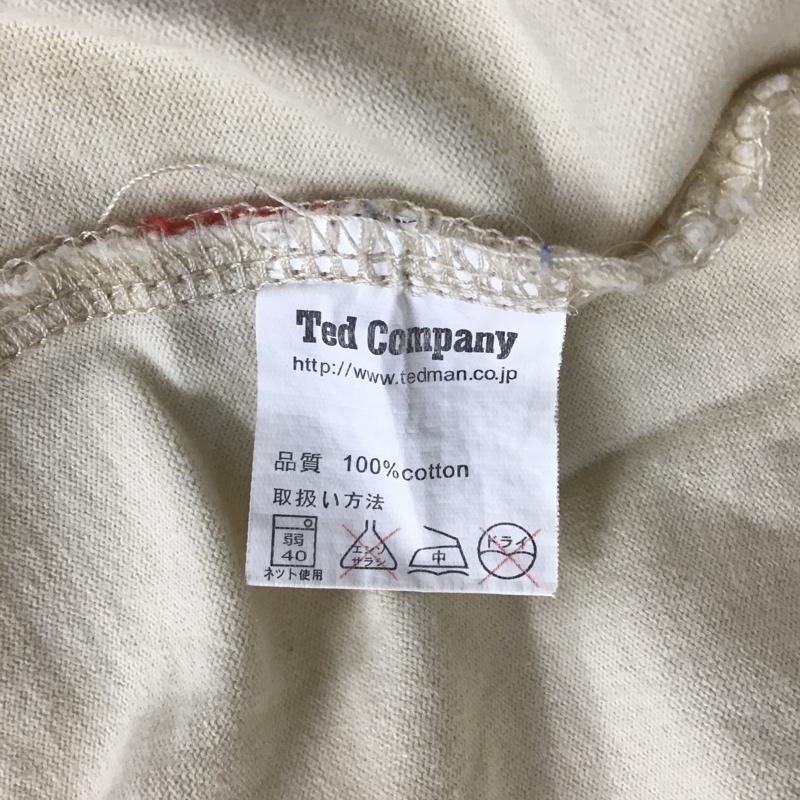 Ted Company
http://www.tedman.co.jp
品質 100%cotton
取扱い方法
弱
40
エンソ
サラシ
中
ドライ
ネット使用